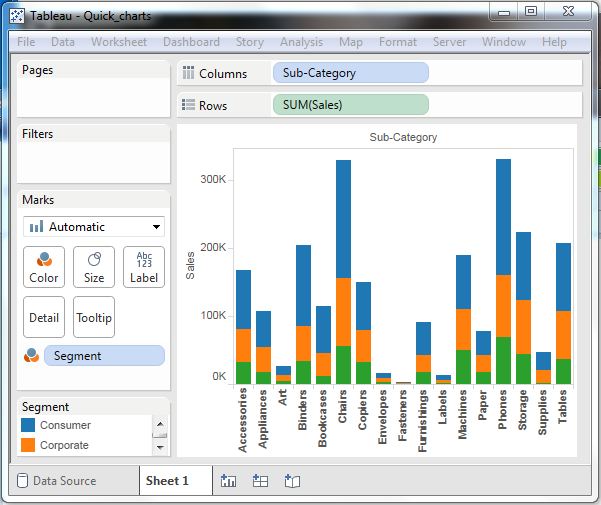 Tableau - Quick_charts
File Data Worksheet Dashboard Story Analysis Map Format Server Window Help
Pages
Columns Sub-Category
Rows SUM(Sales)
Filters
Marks
Automatic
Color Size Abc 123 Label
Detail Tooltip
Segment
Segment
Consumer
Corporate
Sub-Category
Sales
300K
200K
100K
0K
Accessories
Appliances
Art
Binders
Bookcases
Chairs
Copiers
Envelopes
Fasteners
Furnishings
Labels
Machines
Paper
Phones
Storage
Supplies
Tables
Data Source Sheet 1